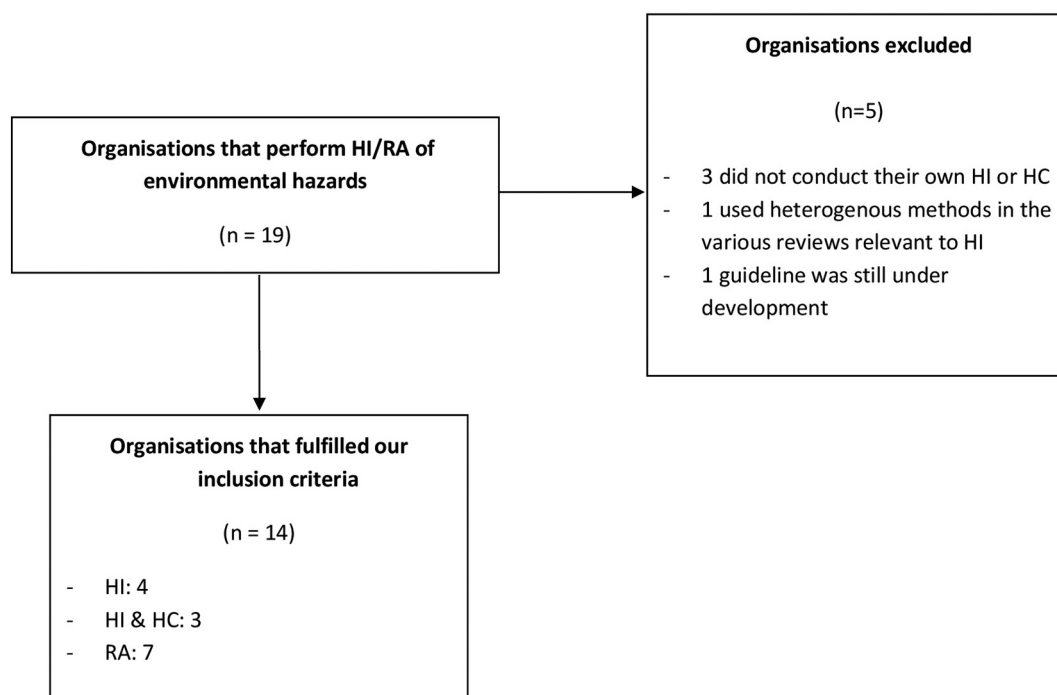 Organisations that perform HI/RA of
environmental hazards
(n = 19)
Organisations excluded
(n=5)
- 3 did not conduct their own HI or HC
- 1 used heterogenous methods in the
various reviews relevant to HI
- 1 guideline was still under
development
Organisations that fulfilled our
inclusion criteria
(n = 14)
- HI: 4
- HI & HC: 3
- RA: 7